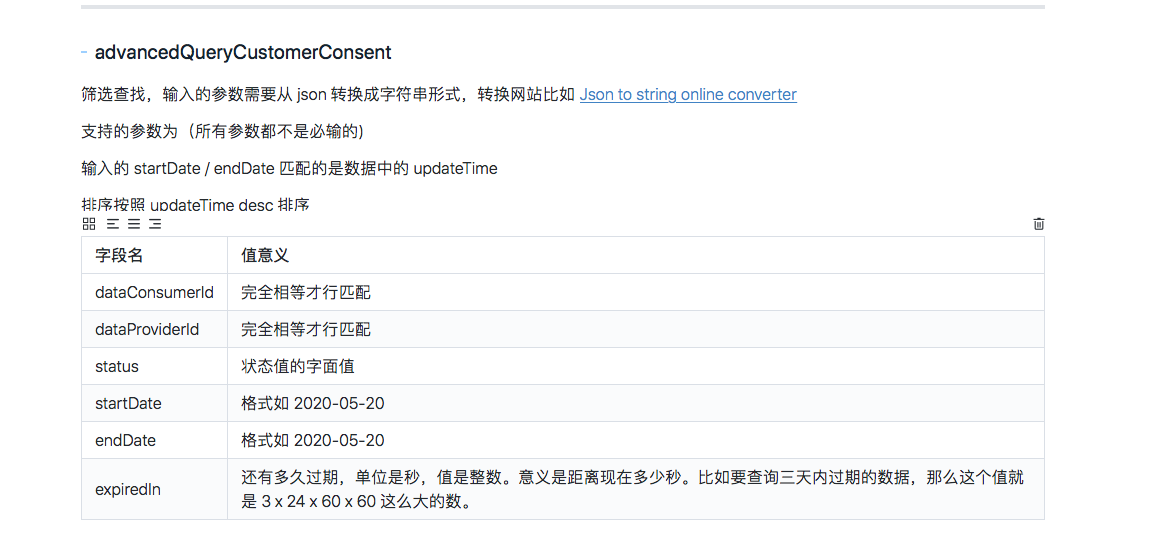 advancedQueryCustomerConsent
筛选查找，输入的参数需要从 json 转换成字符串形式，转换网站比如 Json to string online converter
支持的参数为（所有参数都不是必输的)
输入的 startDate / endDate 匹配的是数据中的 updateTime
排序按照 updateTime desc 排序
字段名 值意义
dataConsumerId 完全相等才行匹配
dataProviderId 完全相等才行匹配
status 状态值的字面值
startDate 格式如 2020-05-20
endDate 格式如 2020-05-20
expiredIn 还有多久过期，单位是秒，值是整数。意义是距离现在多少秒。比如要查询三天内过期的数据，那么这个值就
是 3 x 24 x 60 x 60 这么大的数。